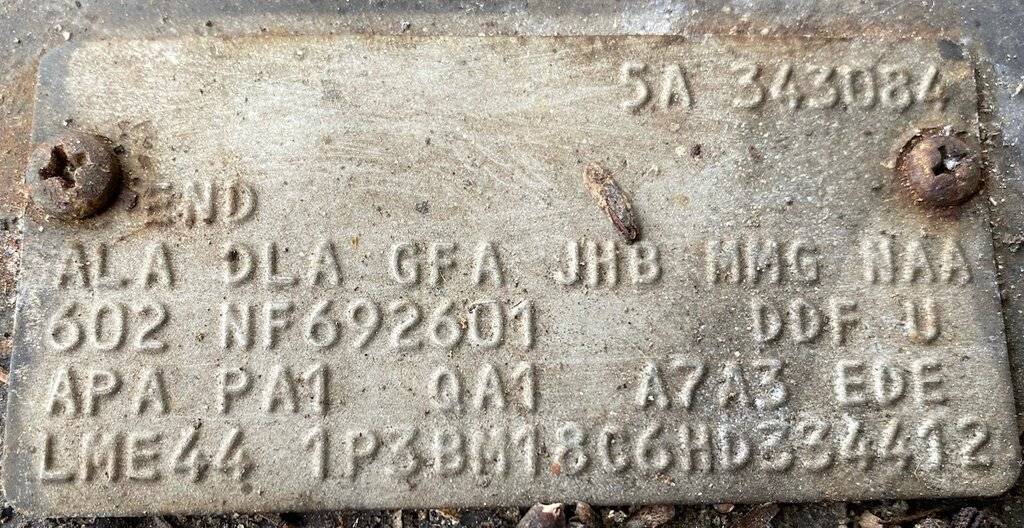 5A 343084
END
ALA DLA GFA JHB MMG NAA
602 NF692601 DDF U
APA PA1 QA1 A7A3 EDE
LME44 1P3BM18C6HD334412